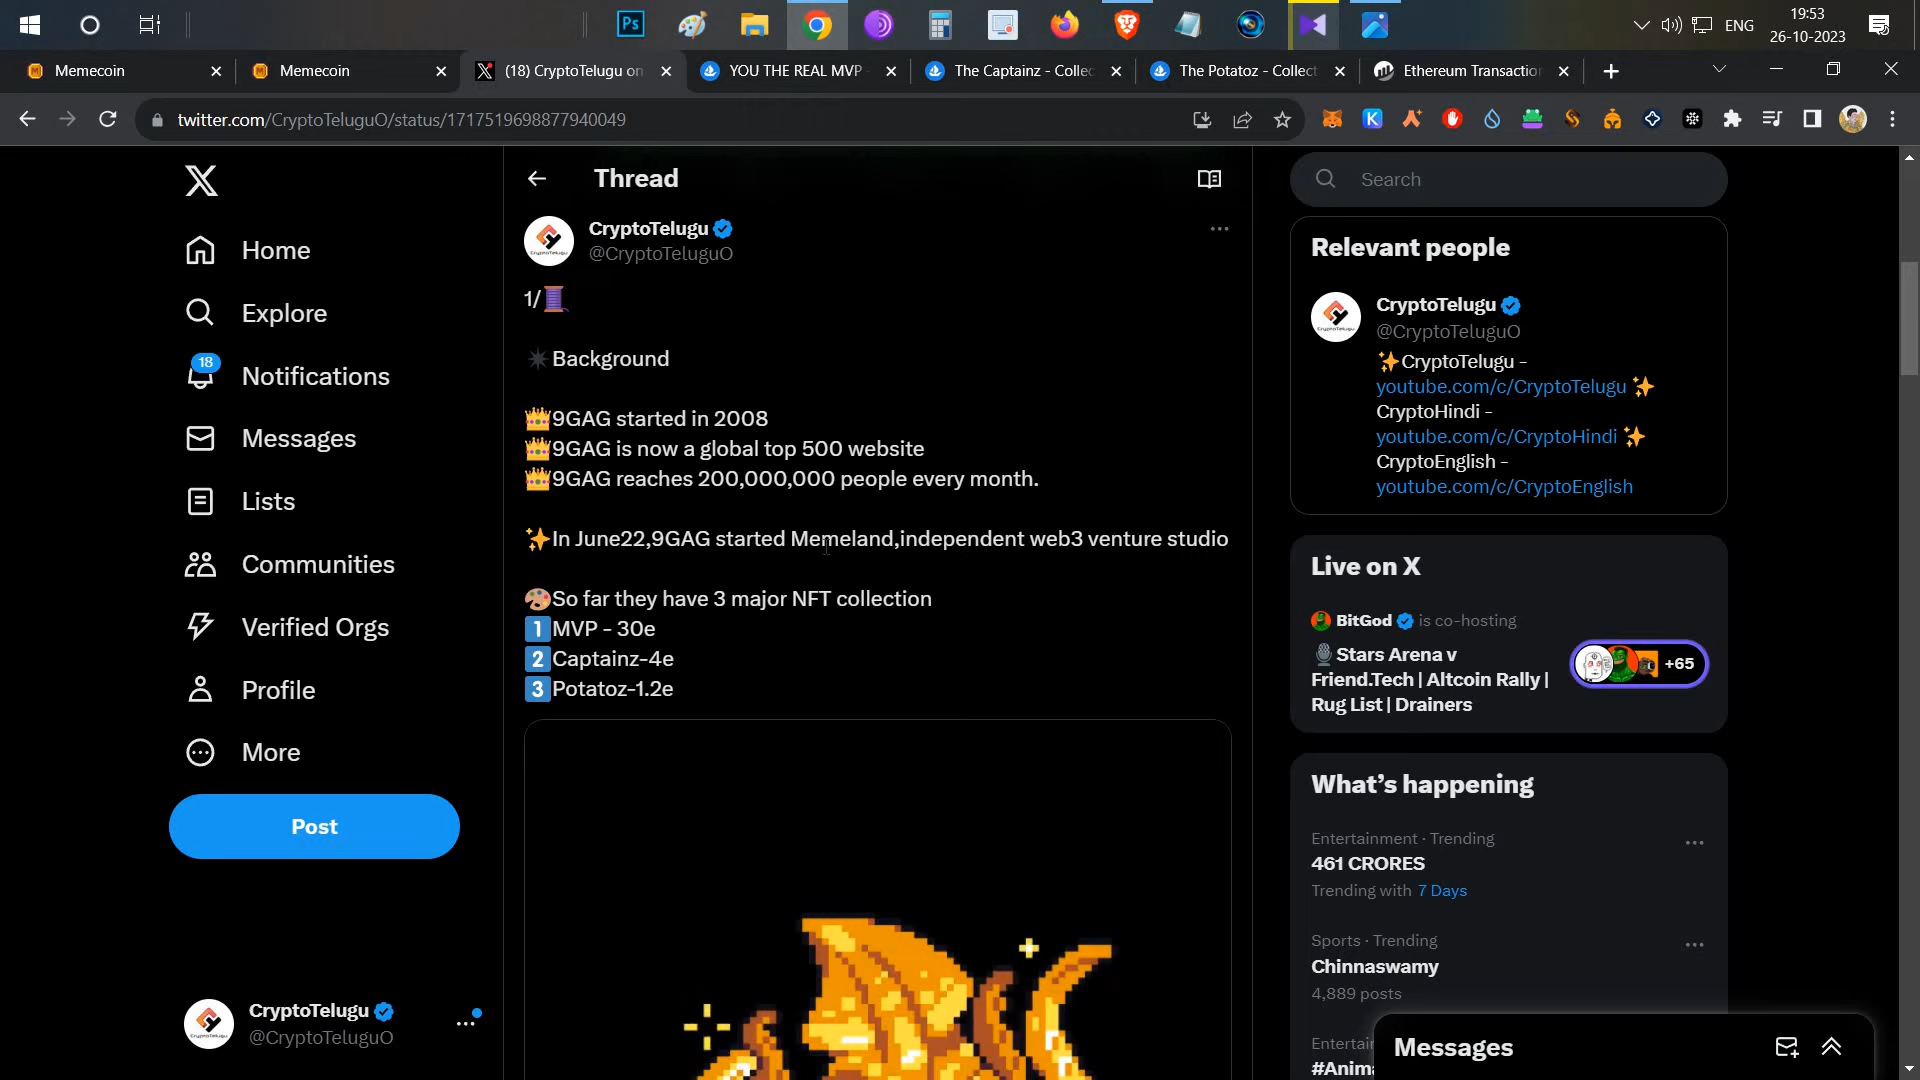 Ps
ENG
19:53
26-10-2023
Memecoin
Memecoin
(18) CryptoTelugu on
YOU THE REAL MVP
The Captainz - Collec
The Potatoz - Collect
Ethereum Transactio
twitter.com/CryptoTeluguO/status/1717519698877940049
Home
Explore
18
Notifications
Messages
Lists
Communities
Verified Orgs
Profile
More
Post
CryptoTelugu
@CryptoTeluguO
Thread
CryptoTelugu
@CryptoTeluguO
1/🧵
✴Background
👑9GAG started in 2008
👑9GAG is now a global top 500 website
👑9GAG reaches 200,000,000 people every month.
✨In June22,9GAG started Memeland,independent web3 venture studio
🎨So far they have 3 major NFT collection
1️⃣MVP - 30e
2️⃣Captainz-4e
3️⃣Potatoz-1.2e
Search
Relevant people
CryptoTelugu
@CryptoTeluguO
✨CryptoTelugu -
youtube.com/c/CryptoTelugu ✨
CryptoHindi -
youtube.com/c/CryptoHindi ✨
CryptoEnglish -
youtube.com/c/CryptoEnglish
Live on X
BitGod is co-hosting
🎙Stars Arena v
Friend.Tech | Altcoin Rally |
Rug List | Drainers
+65
What's happening
Entertainment · Trending
461 CRORES
Trending with 7 Days
Sports · Trending
Chinnaswamy
4,889 posts
Entertai
#Anima
Messages